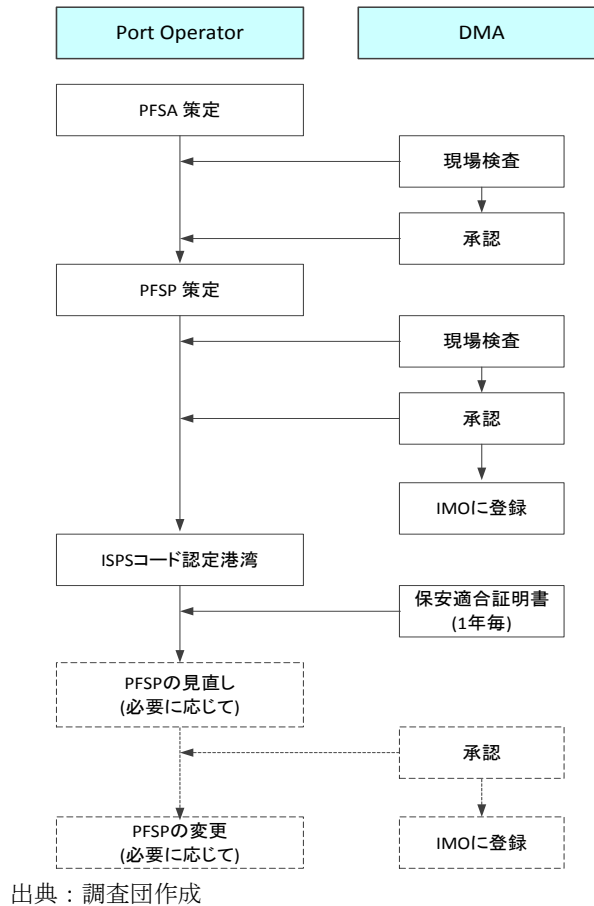 Port Operator
DMA
PFSA 策定
現場検査
承認
PFSP 策定
現場検査
承認
IMOに登録
ISPSコード認定港湾
保安適合証明書
(1年毎)
PFSPの見直し
(必要に応じて)
承認
PFSPの変更
(必要に応じて)
IMOに登録
出典：調査団作成